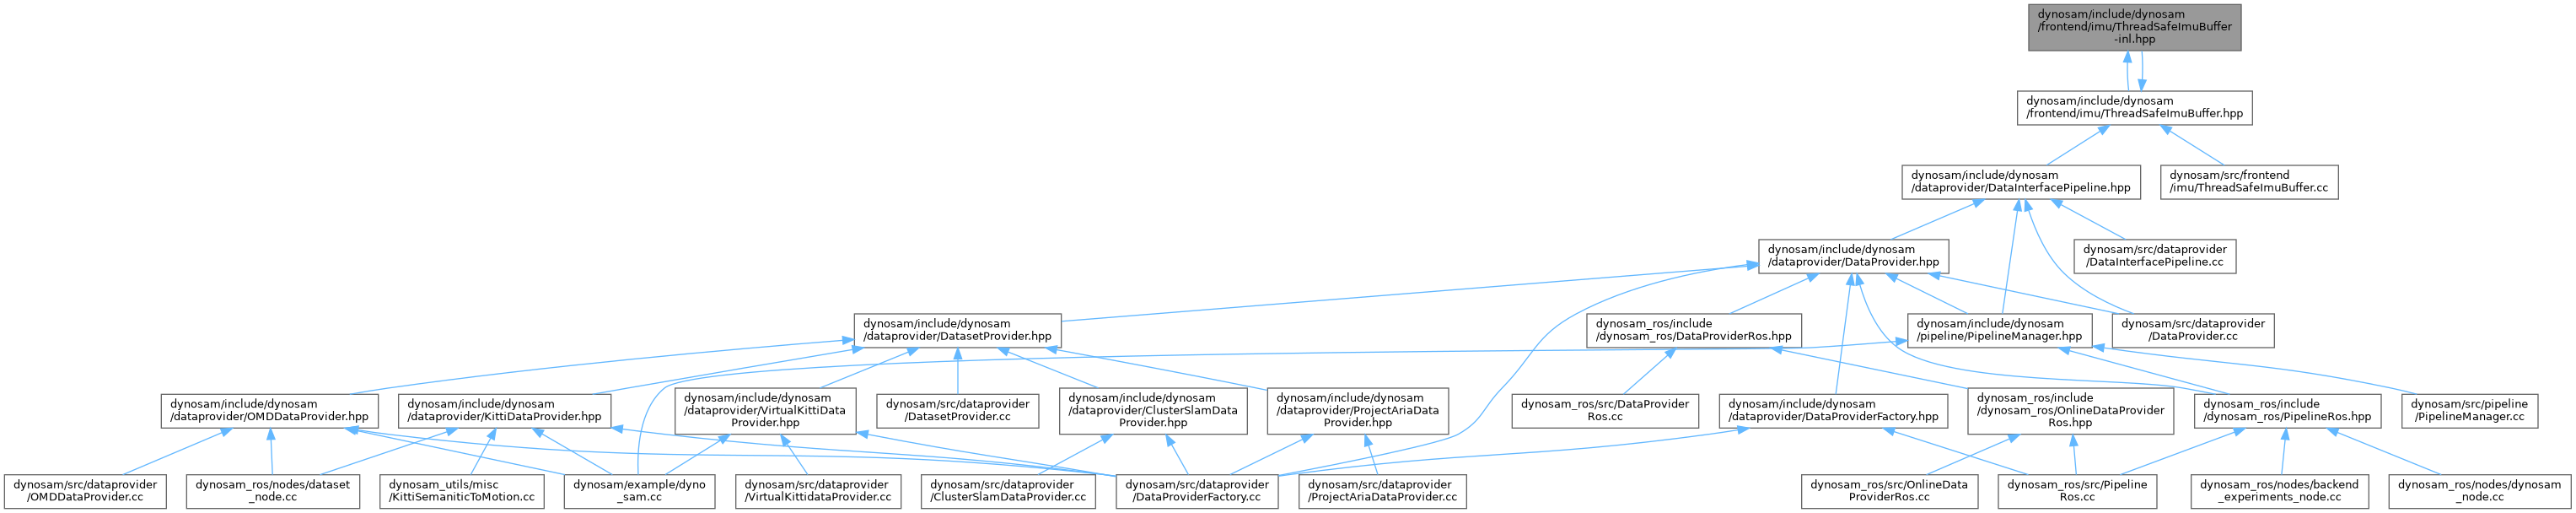 dynosam/include/dynosam
/frontend/imu/ThreadSafeImuBuffer
-inl.hpp
dynosam/include/dynosam
/frontend/imu/ThreadSafeImuBuffer.hpp
dynosam/include/dynosam
/dataprovider/DataInterfacePipeline.hpp
dynosam/src/frontend
/imu/ThreadSafeImuBuffer.cc
dynosam/include/dynosam
/dataprovider/DataProvider.hpp
dynosam/src/dataprovider
/DataInterfacePipeline.cc
dynosam/include/dynosam
/dataprovider/DatasetProvider.hpp
dynosam_ros/include
/dynosam_ros/DataProviderRos.hpp
dynosam/include/dynosam
/pipeline/PipelineManager.hpp
dynosam/src/dataprovider
/DataProvider.cc
dynosam/include/dynosam
/dataprovider/OMDDataProvider.hpp
dynosam/include/dynosam
/dataprovider/KittiDataProvider.hpp
dynosam/include/dynosam
/dataprovider/VirtualKittiData
Provider.hpp
dynosam/src/dataprovider
/DatasetProvider.cc
dynosam/include/dynosam
/dataprovider/ClusterSlamData
Provider.hpp
dynosam/include/dynosam
/dataprovider/ProjectAriaData
Provider.hpp
dynosam_ros/src/DataProvider
Ros.cc
dynosam/include/dynosam
/dataprovider/DataProviderFactory.hpp
dynosam_ros/include
/dynosam_ros/OnlineDataProvider
Ros.hpp
dynosam_ros/include
/dynosam_ros/PipelineRos.hpp
dynosam/src/pipeline
/PipelineManager.cc
dynosam/src/dataprovider
/OMDDataProvider.cc
dynosam_ros/nodes/dataset
_node.cc
dynosam_utils/misc
/KittiSemaniticToMotion.cc
dynosam/example/dyno
_sam.cc
dynosam/src/dataprovider
/VirtualKittidataProvider.cc
dynosam/src/dataprovider
/ClusterSlamDataProvider.cc
dynosam/src/dataprovider
/DataProviderFactory.cc
dynosam/src/dataprovider
/ProjectAriaDataProvider.cc
dynosam_ros/src/OnlineData
ProviderRos.cc
dynosam_ros/src/Pipeline
Ros.cc
dynosam_ros/nodes/backend
_experiments_node.cc
dynosam_ros/nodes/dynosam
_node.cc